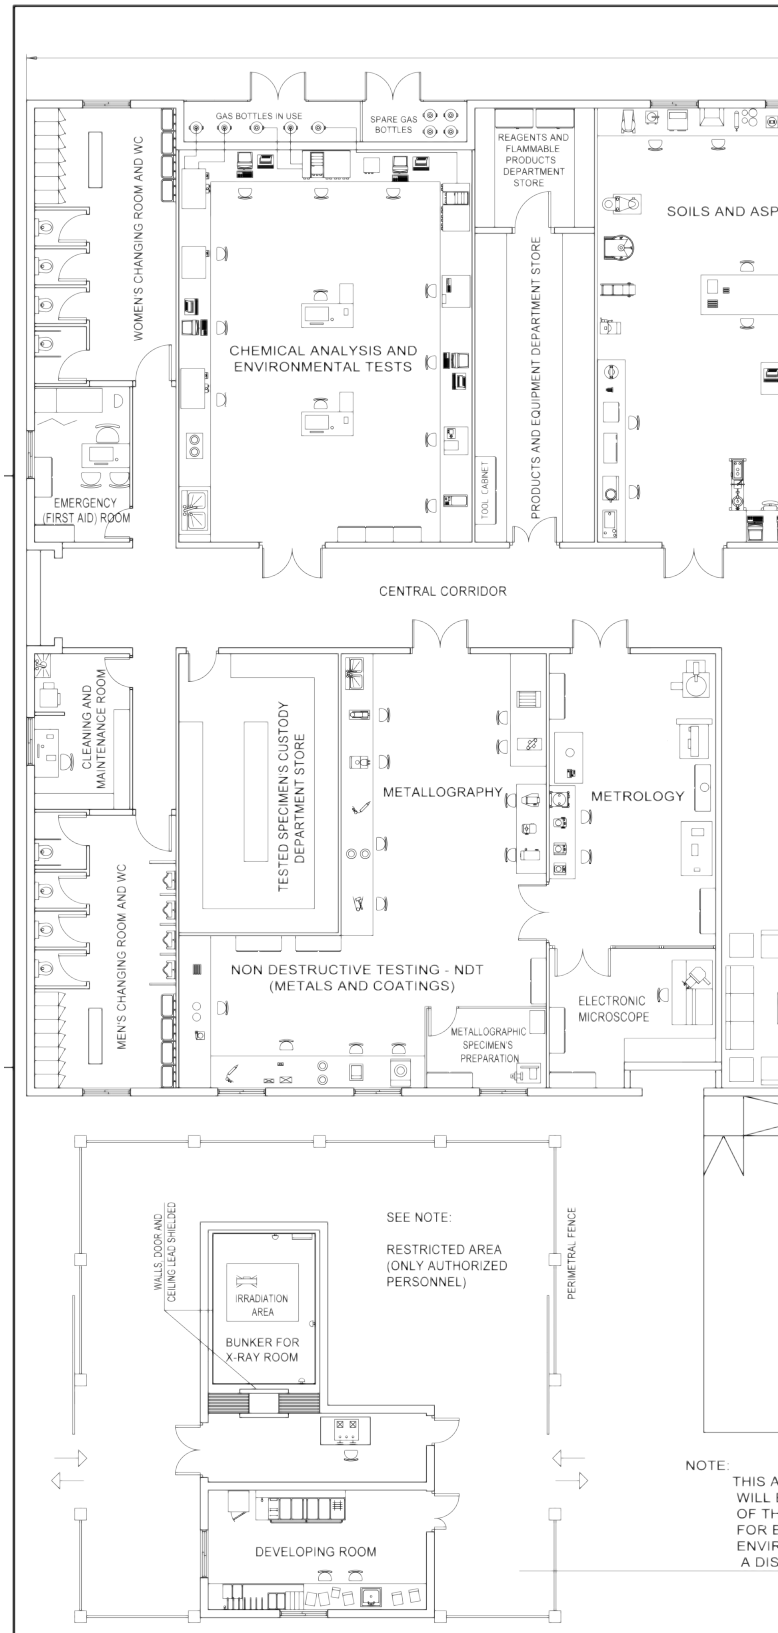 GAS BOTTLES IN USE
SPARE GAS
BOTTLES
REAGENTS AND
FLAMMABLE
PRODUCTS
DEPARTMENT
STORE
WOMEN'S CHANGING ROOM AND WC
SOILS AND ASP
PRODUCTS AND EQUIPMENT DEPARTMENT STORE
CHEMICAL ANALYSIS AND
ENVIRONMENTAL TESTS
TOOL CABINET
EMERGENCY
(FIRST AID) ROOM
CENTRAL CORRIDOR
CLEANING AND
MAINTENANCE ROOM
TESTED SPECIMEN'S CUSTODY
DEPARTMENT STORE
METALLOGRAPHY
METROLOGY
MEN'S CHANGING ROOM AND WC
NON DESTRUCTIVE TESTING - NDT
(METALS AND COATINGS)
ELECTRONIC
MICROSCOPE
METALLOGRAPHIC
SPECIMEN'S
PREPARATION
WALLS, DOOR AND
CEILING LEAD SHIELDED
SEE NOTE:
RESTRICTED AREA
(ONLY AUTHORIZED
PERSONNEL)
PERIMETRAL FENCE
IRRADIATION
AREA
BUNKER FOR
X-RAY ROOM
DEVELOPING ROOM
NOTE:
THIS A
WILL
OF TH
FOR E
ENVIR
A DIS